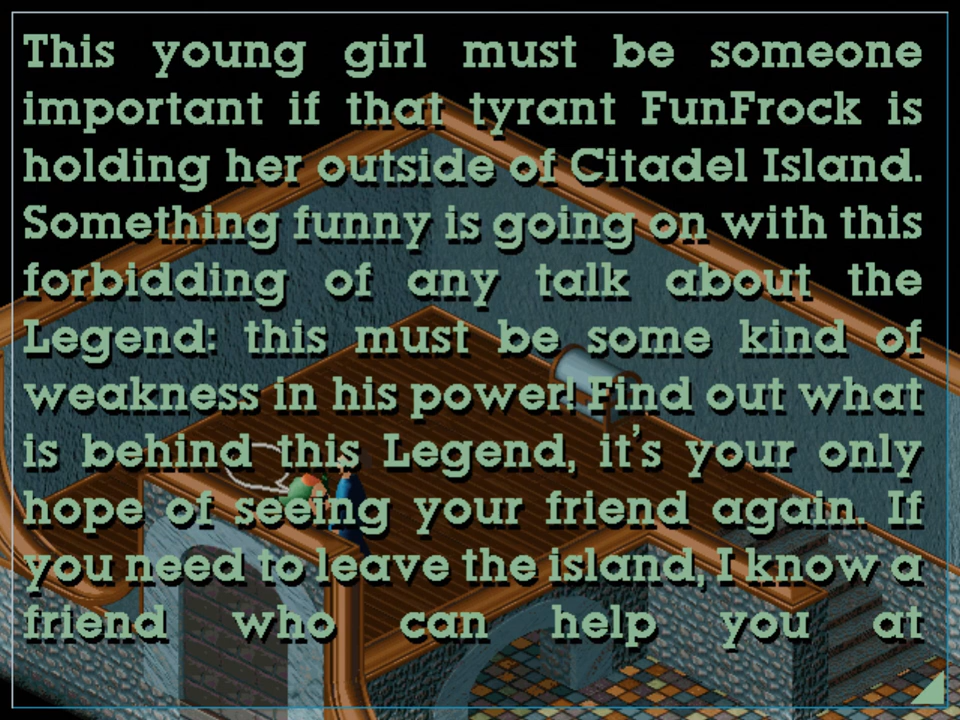 This young girl must be someone
important if that tyrant FunFrock is
holding her outside of Citadel Island.
Something funny is going on with this
forbidding of any talk about the
Legend: this must be some kind of
weakness in his power! Find out what
is behind this Legend, it's your only
hope of seeing your friend again. If
you need to leave the island, I know a
friend who can help you at